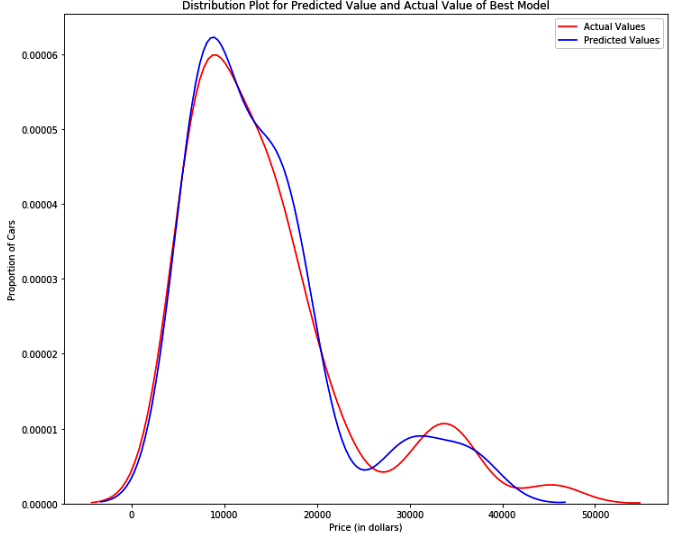 Distribution Plot for Predicted Value and Actual Value of Best Model
Actual Values
Predicted Values
0.00006
0.00005
0.00004
0.00003
0.00002
0.00001
0.00000
Proportion of Cars
0 10000 20000 30000 40000 50000
Price (in dollars)